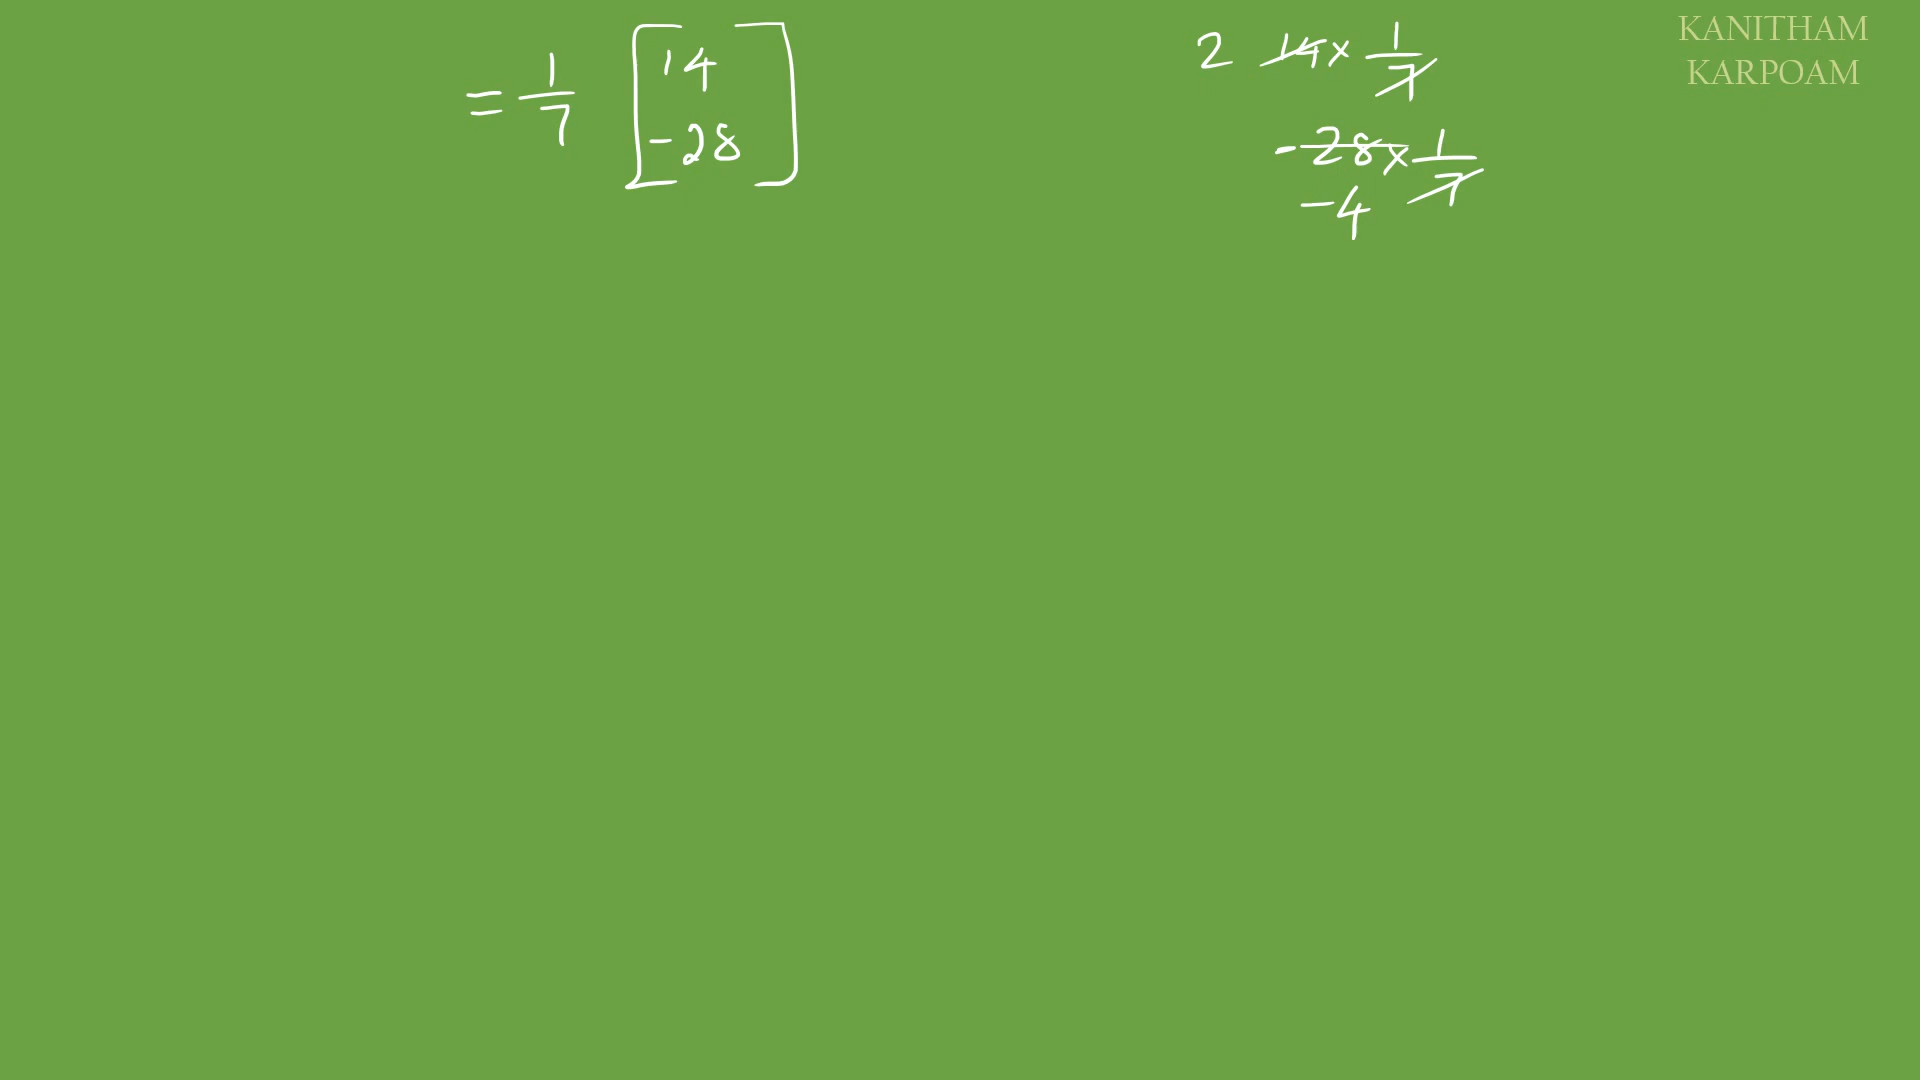 = 1/7 [ 14
-28 ]
2 14 × 1/7
-28 × 1/7
-4
KANITHAM
KARPOAM